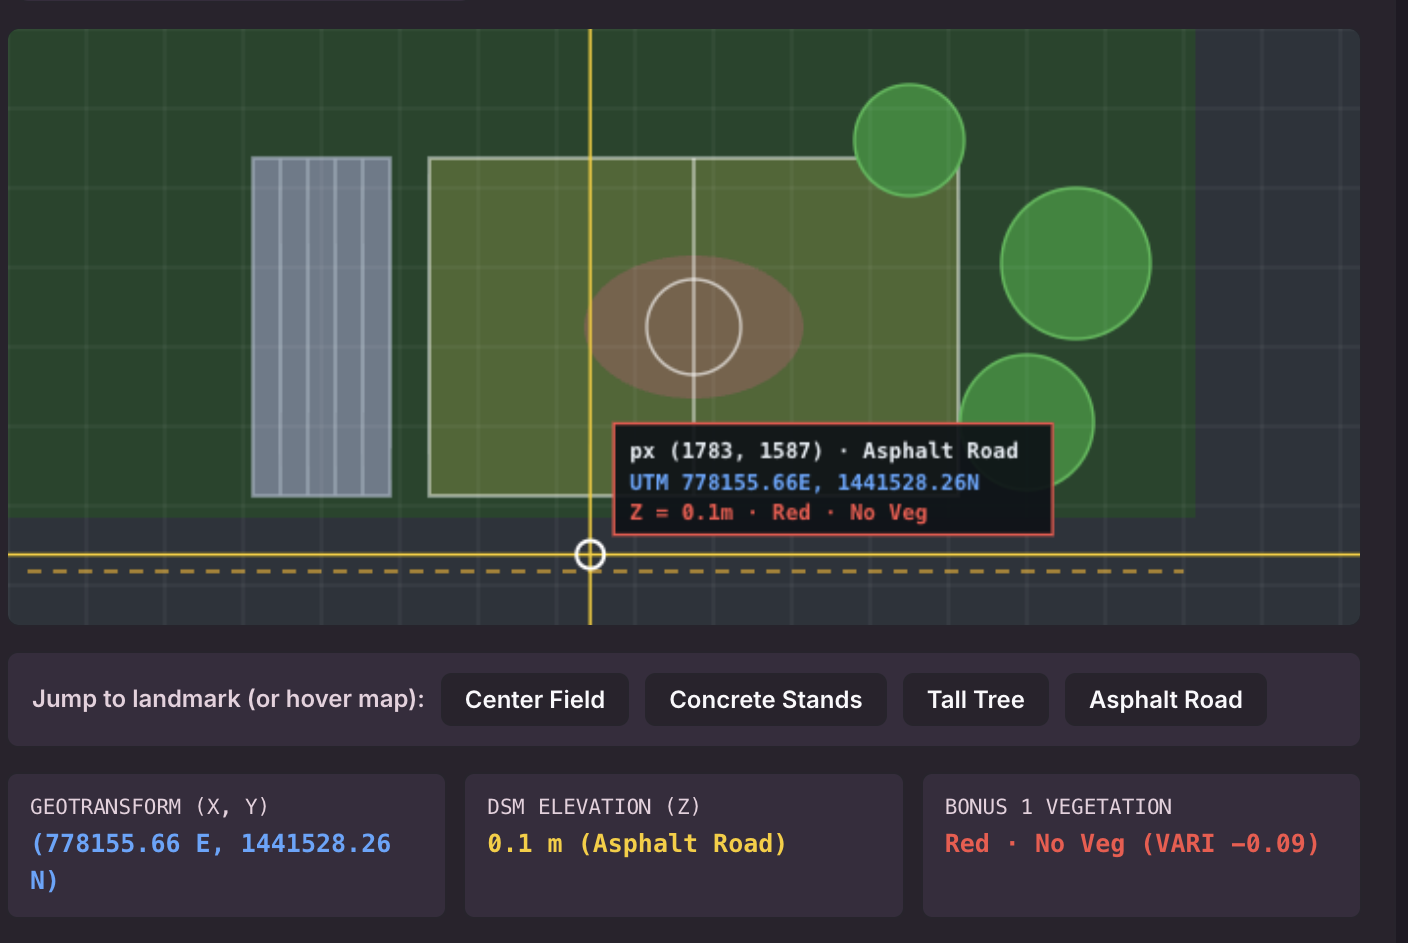 px (1783, 1587) · Asphalt Road
UTM 778155.66E, 1441528.26N
Z = 0.1m · Red · No Veg
Jump to landmark (or hover map):
Center Field
Concrete Stands
Tall Tree
Asphalt Road
GEOTRANSFORM (X, Y)
(778155.66 E, 1441528.26
N)
DSM ELEVATION (Z)
0.1 m (Asphalt Road)
BONUS 1 VEGETATION
Red · No Veg (VARI −0.09)